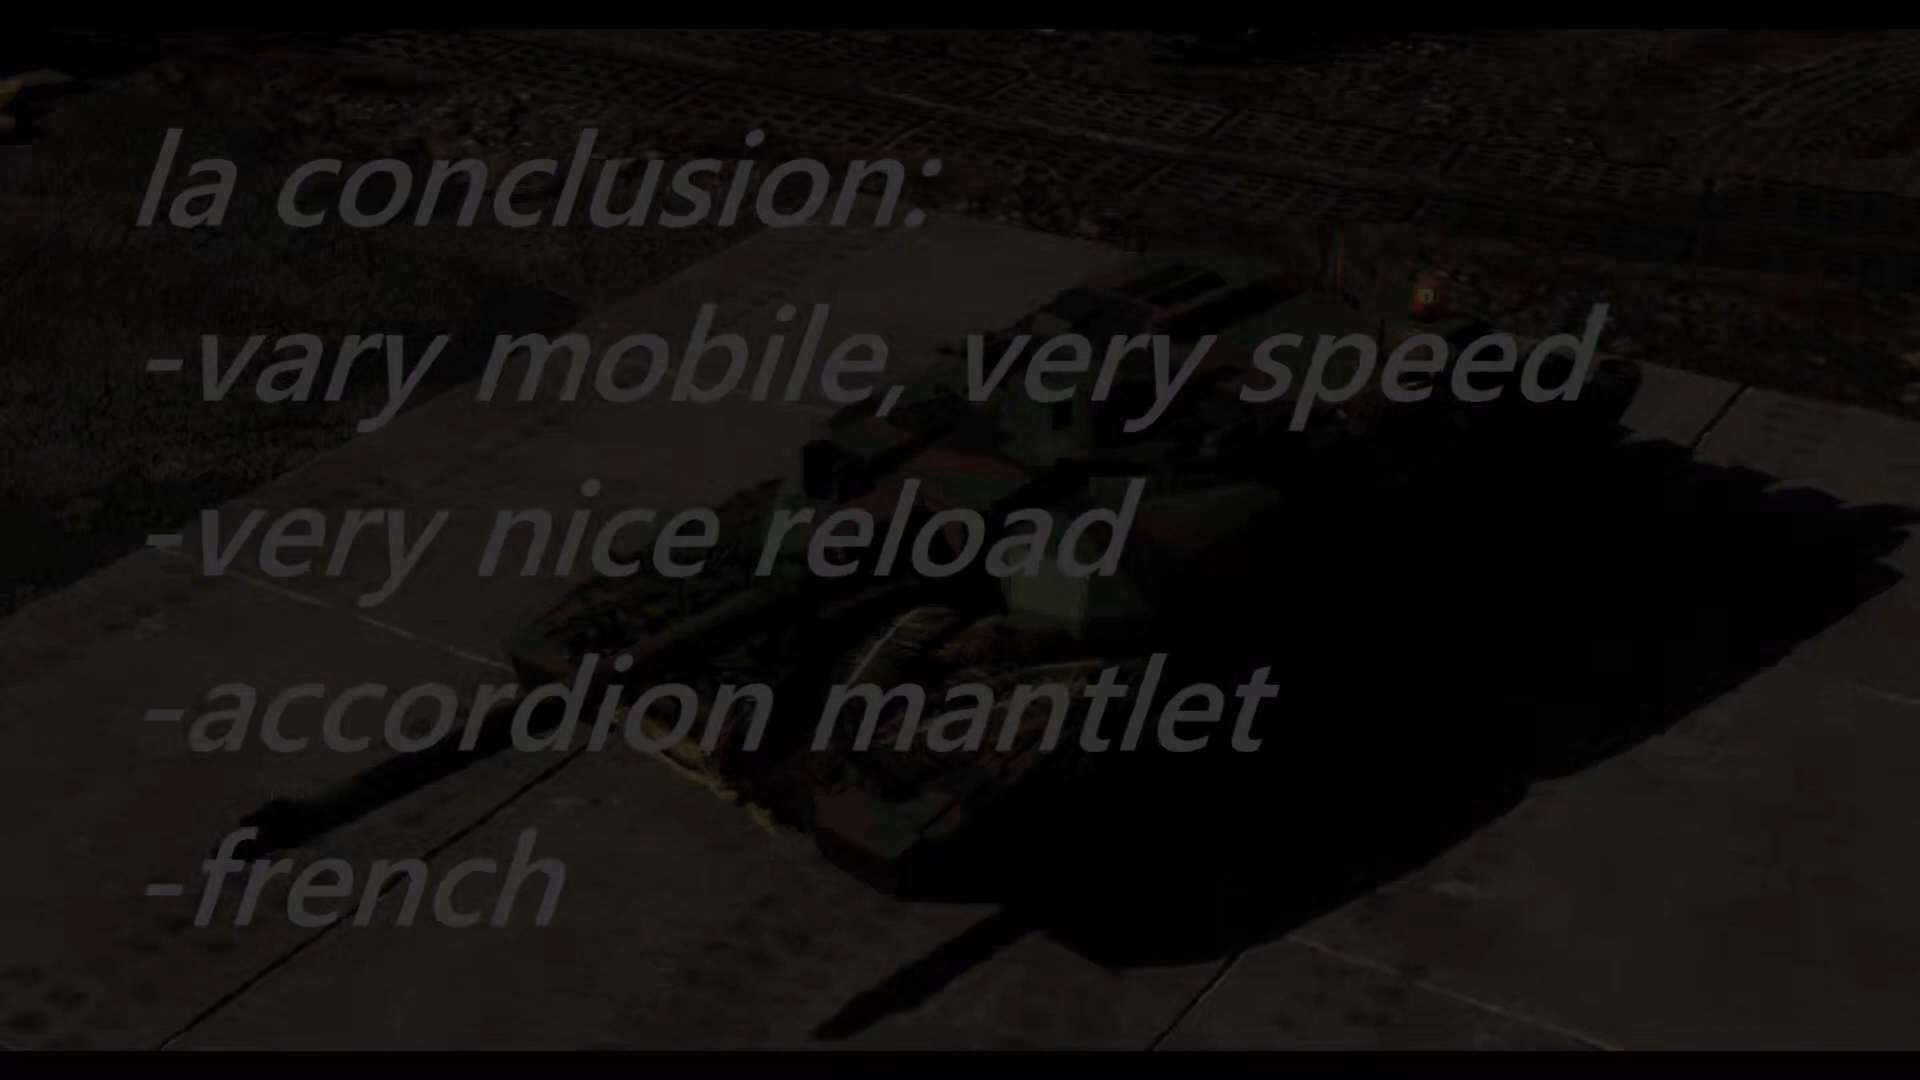 la conclusion:
-vary mobile, very speed
-very nice reload
-accordion mantlet
-french